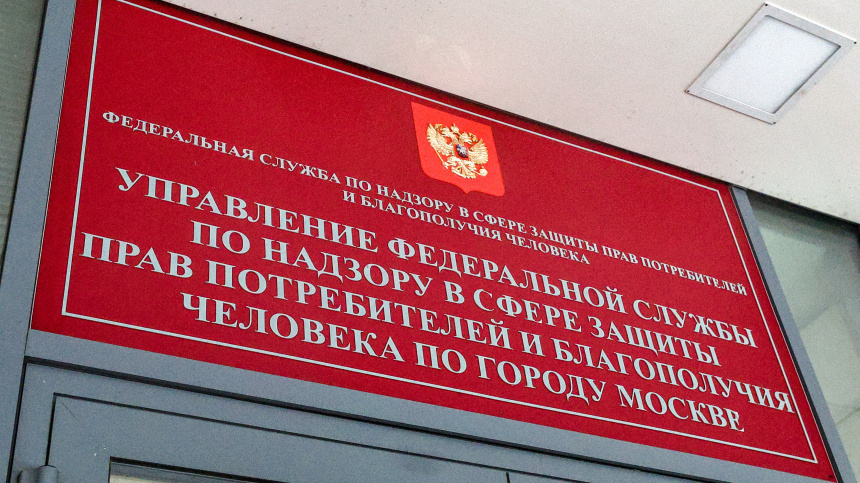 ФЕДЕРАЛЬНАЯ СЛУЖБА ПО НАДЗОРУ В СФЕРЕ ЗАЩИТЫ ПРАВ ПОТРЕБИТЕЛЕЙ
И БЛАГОПОЛУЧИЯ ЧЕЛОВЕКА
УПРАВЛЕНИЕ ФЕДЕРАЛЬНОЙ СЛУЖБЫ
ПО НАДЗОРУ В СФЕРЕ ЗАЩИТЫ
ПРАВ ПОТРЕБИТЕЛЕЙ И БЛАГОПОЛУЧИЯ
ЧЕЛОВЕКА ПО ГОРОДУ МОСКВЕ